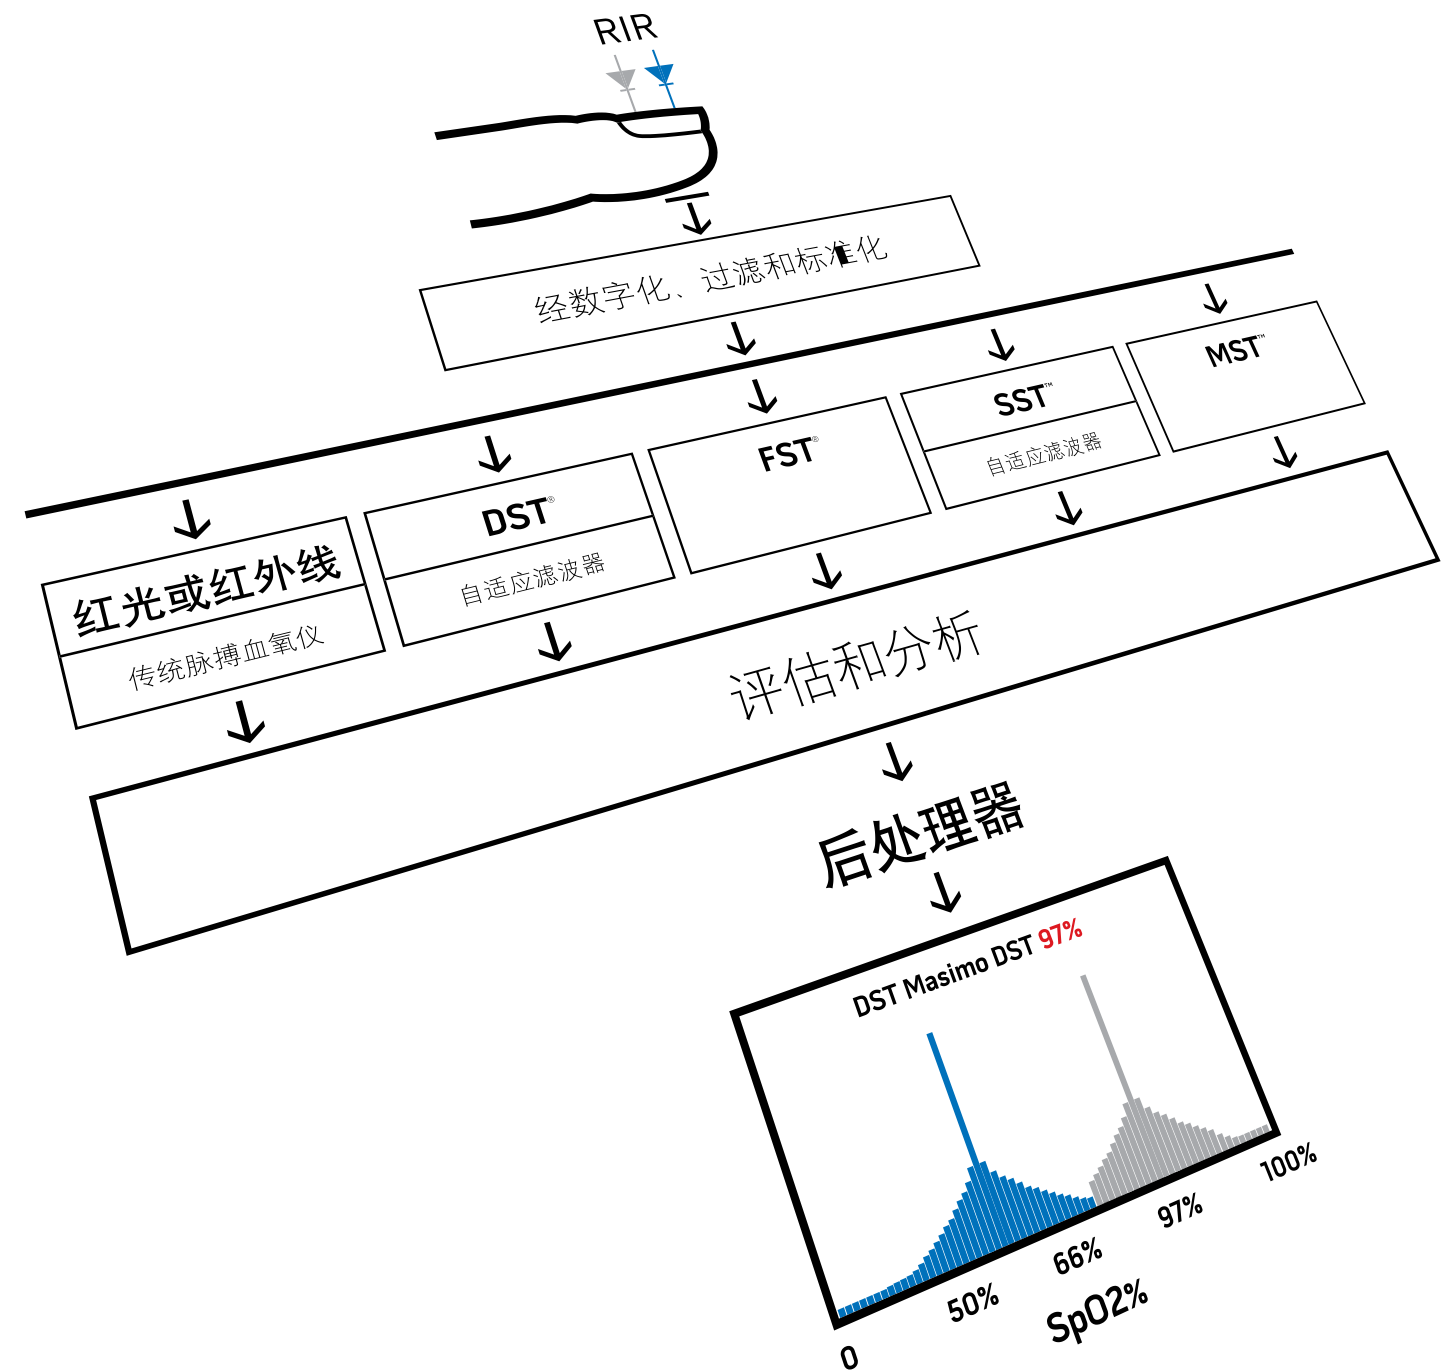 RIR
经数字化、过滤和标准化
红光或红外线
传统脉搏血氧仪
DST®
自适应滤波器
FST®
SST™
自适应滤波器
MST™
评估和分析
后处理器
DST Masimo DST 97%
0
50%
66%
97%
100%
SpO2%